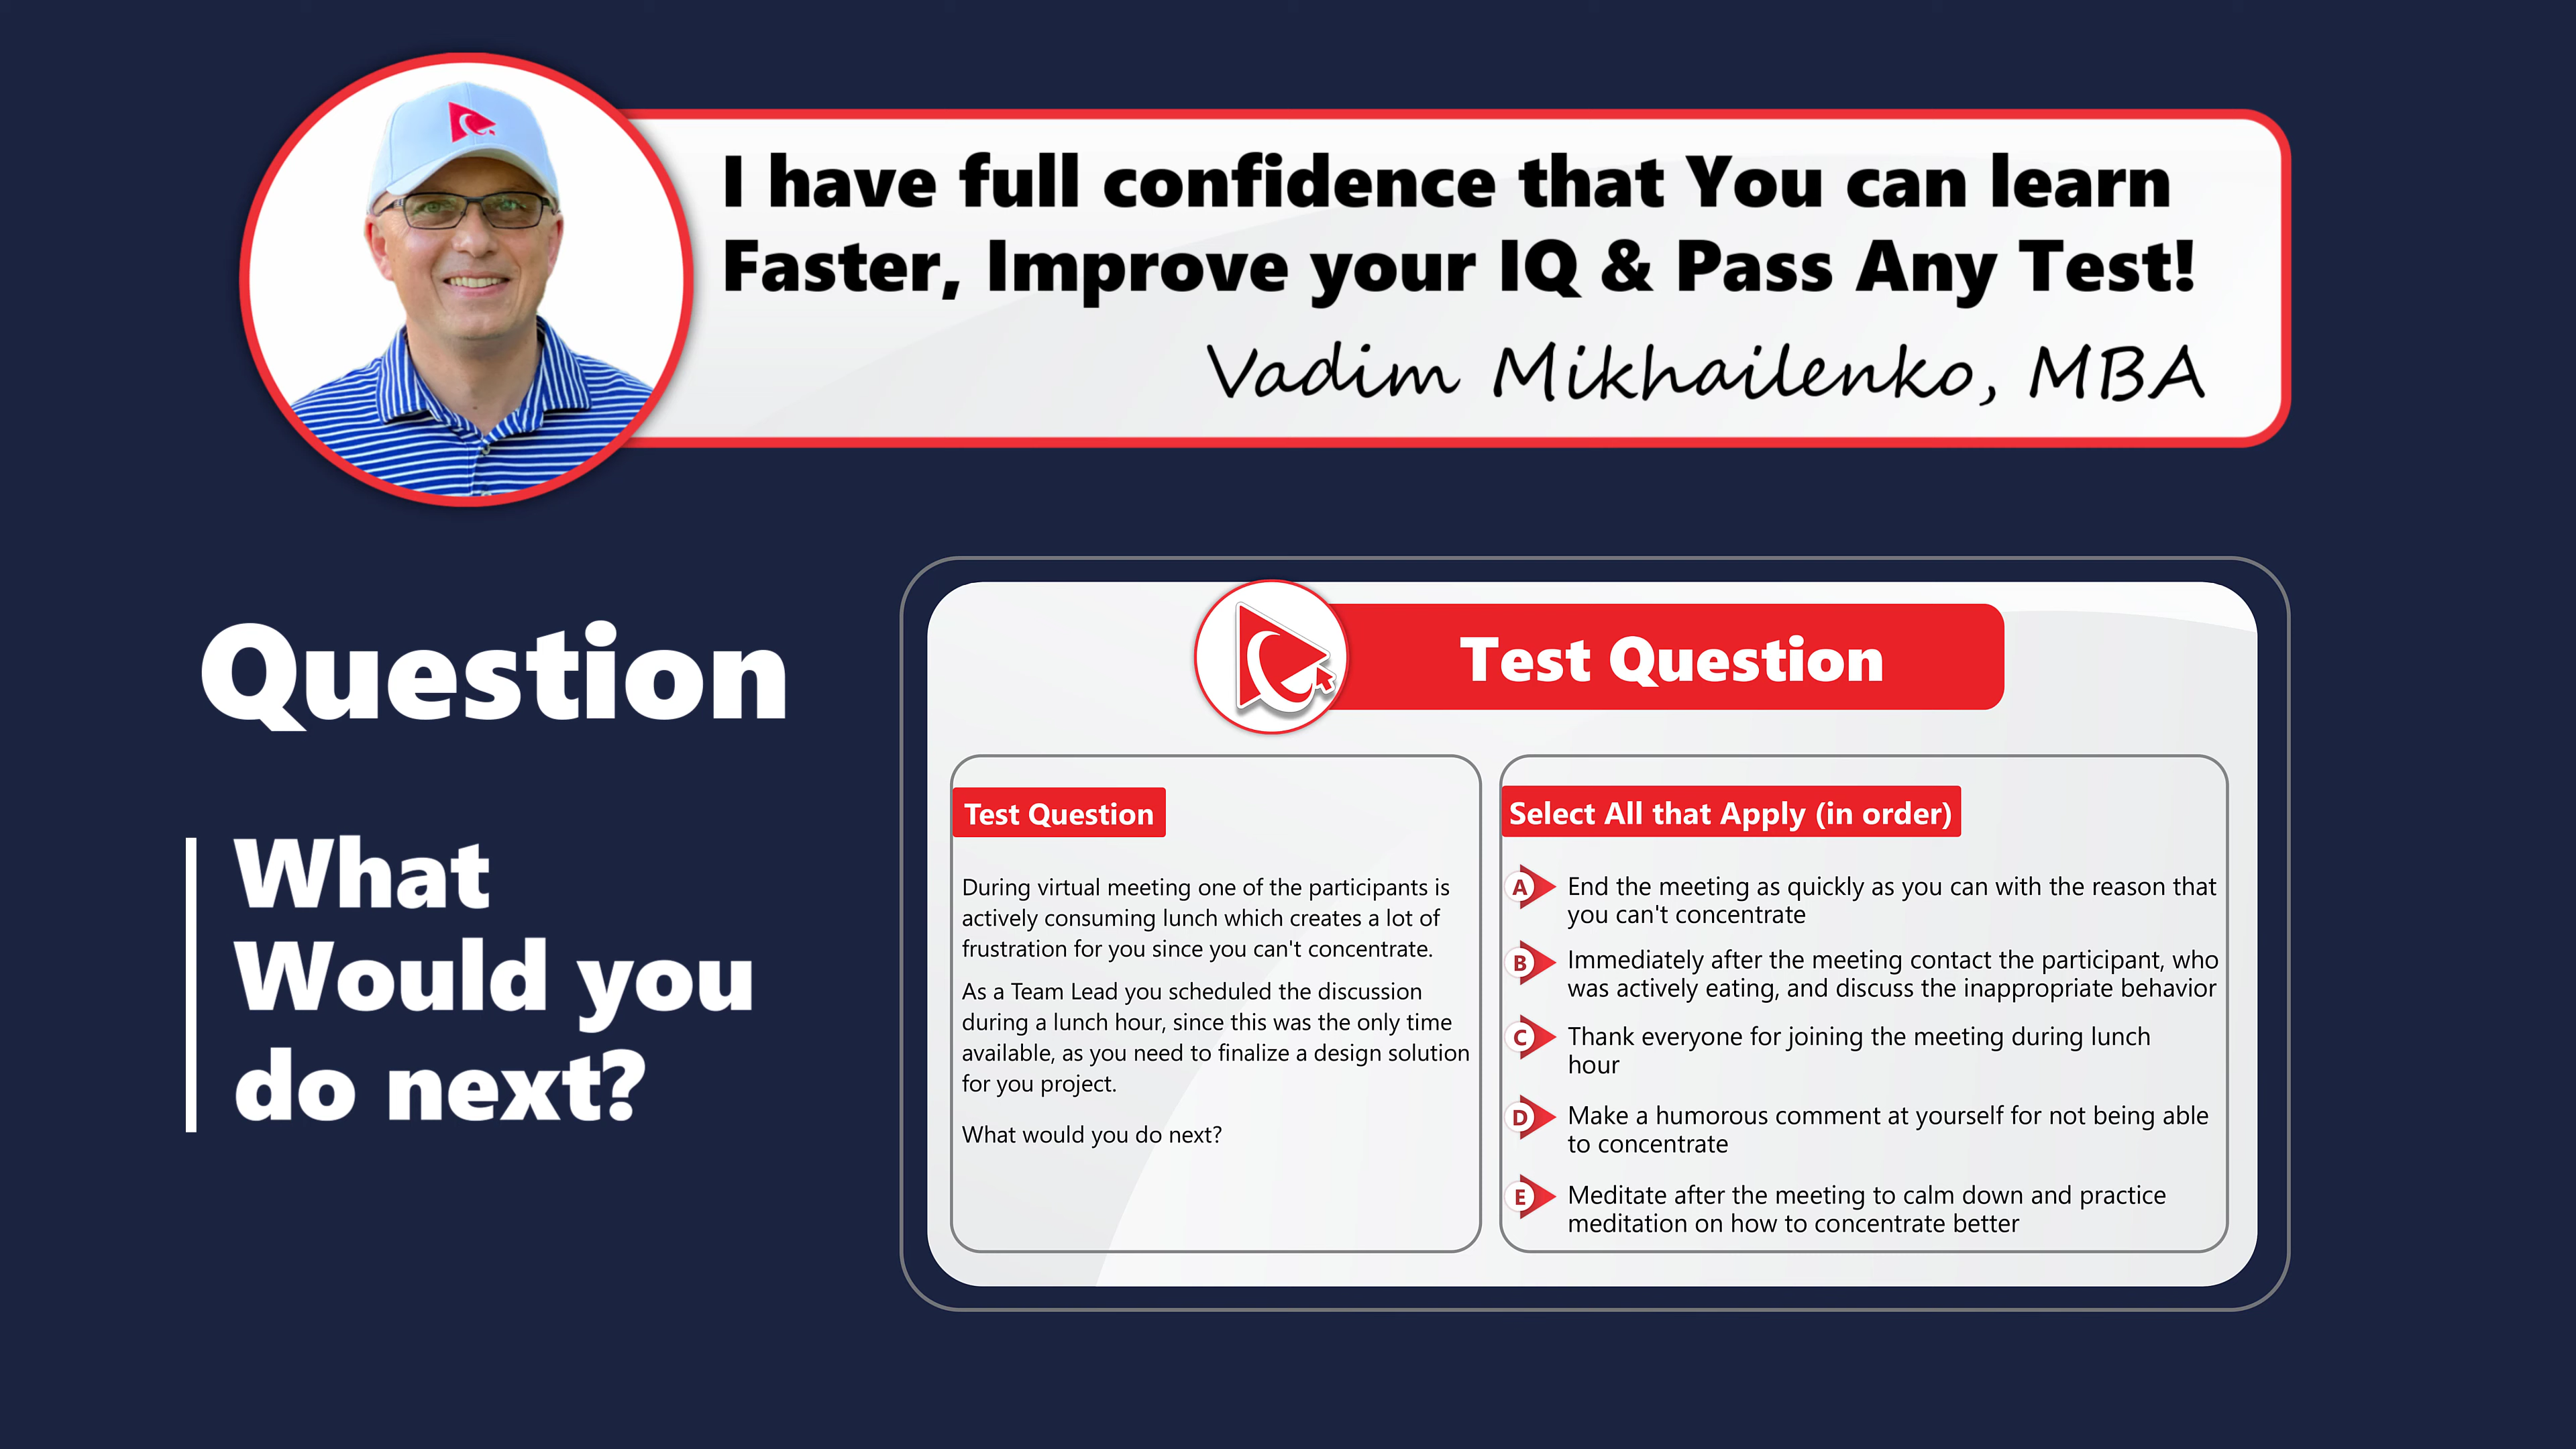 I have full confidence that You can learn
Faster, Improve your IQ & Pass Any Test!
Vadim Mikhailenko, MBA
Question
What
Would you
do next?
Test Question
Test Question
During virtual meeting one of the participants is
actively consuming lunch which creates a lot of
frustration for you since you can't concentrate.
As a Team Lead you scheduled the discussion
during a lunch hour, since this was the only time
available, as you need to finalize a design solution
for you project.
What would you do next?
Select All that Apply (in order)
A End the meeting as quickly as you can with the reason that
you can't concentrate
B Immediately after the meeting contact the participant, who
was actively eating, and discuss the inappropriate behavior
C Thank everyone for joining the meeting during lunch
hour
D Make a humorous comment at yourself for not being able
to concentrate
E Meditate after the meeting to calm down and practice
meditation on how to concentrate better